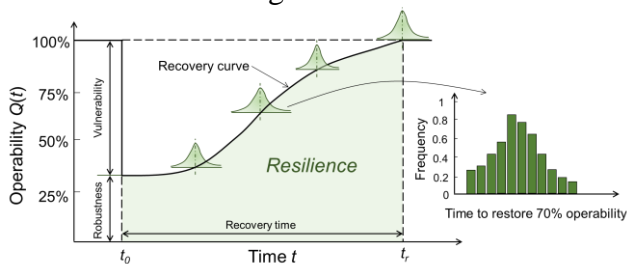 100%
75%
50%
25%
Operability Q(t)
Vulnerability
Robustness
Recovery curve
Resilience
Recovery time
t0
Time t
tr
Frequency
1
0.8
0.6
0.4
0.2
0
Time to restore 70% operability